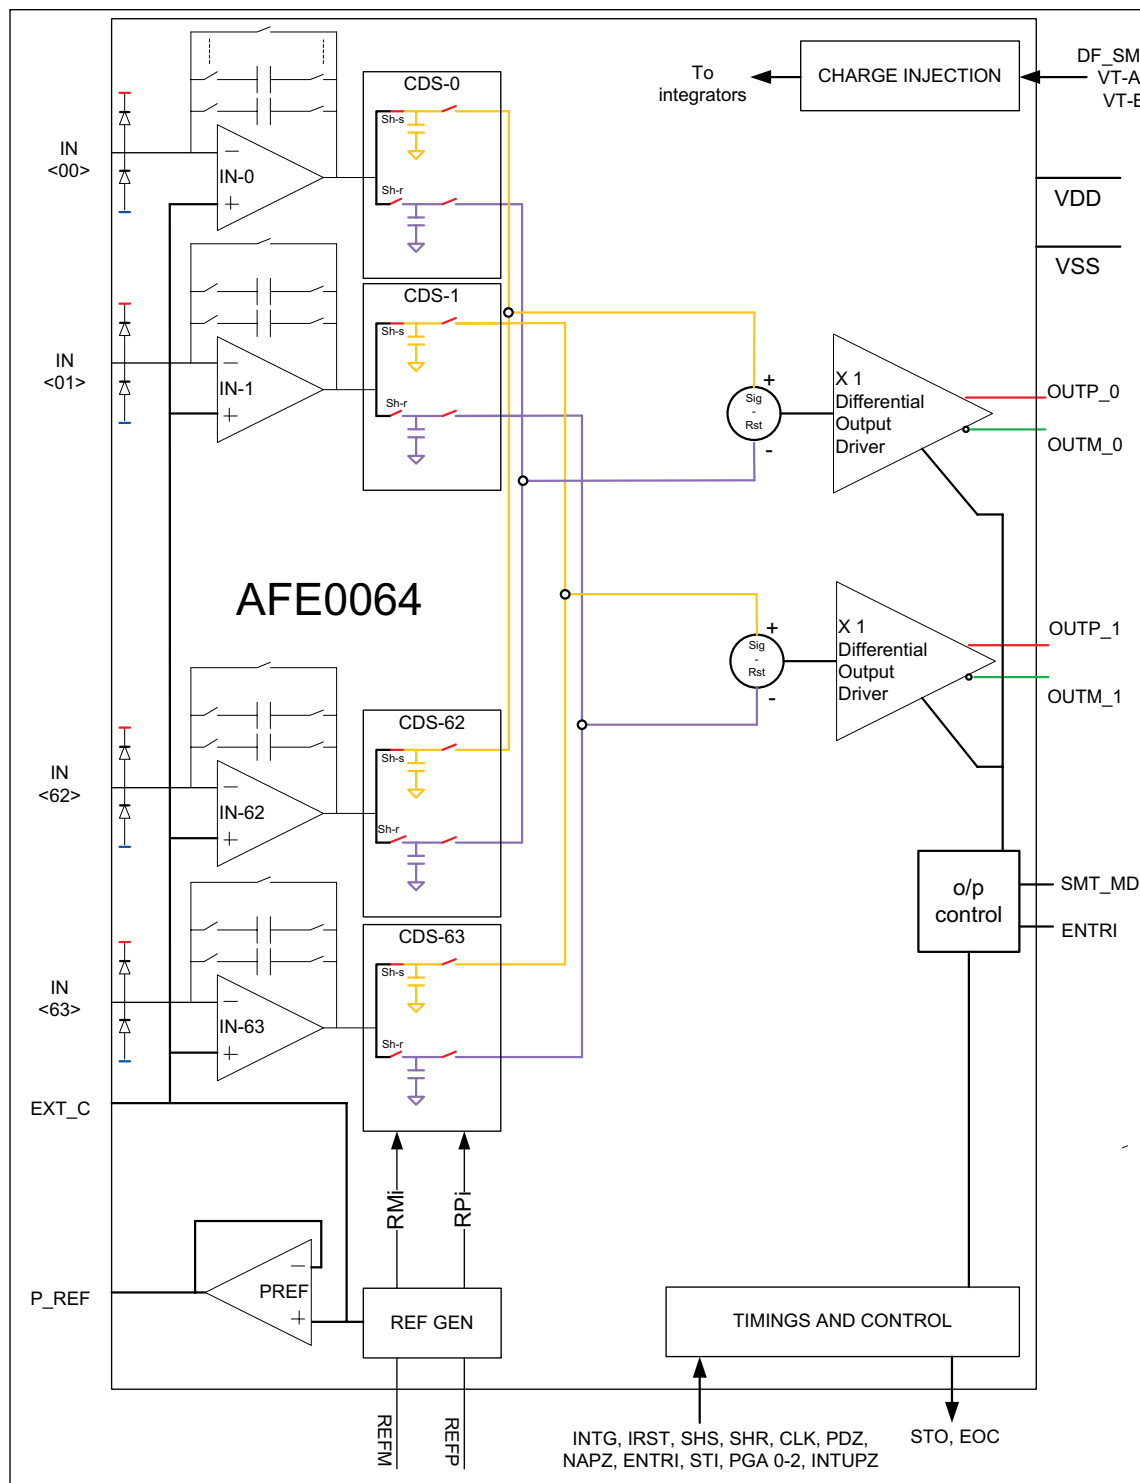 To
integrators
CHARGE INJECTION
DF_SM
VT-A
VT-B
IN
<00>
−
IN-0
+
CDS-0
Sh-s
Sh-r
VDD
VSS
IN
<01>
−
IN-1
+
CDS-1
Sh-s
Sh-r
+
Sig
-
Rst
-
X 1
Differential
Output
Driver
OUTP_0
OUTM_0
AFE0064
+
Sig
-
Rst
-
X 1
Differential
Output
Driver
OUTP_1
OUTM_1
IN
<62>
−
IN-62
+
CDS-62
Sh-s
Sh-r
o/p
control
SMT_MD
ENTRI
IN
<63>
−
IN-63
+
CDS-63
Sh-s
Sh-r
EXT_C
RMi
RPi
P_REF
−
PREF
+
REF GEN
TIMINGS AND CONTROL
REFM
REFP
INTG, IRST, SHS, SHR, CLK, PDZ,
NAPZ, ENTRI, STI, PGA 0-2, INTUPZ
STO, EOC